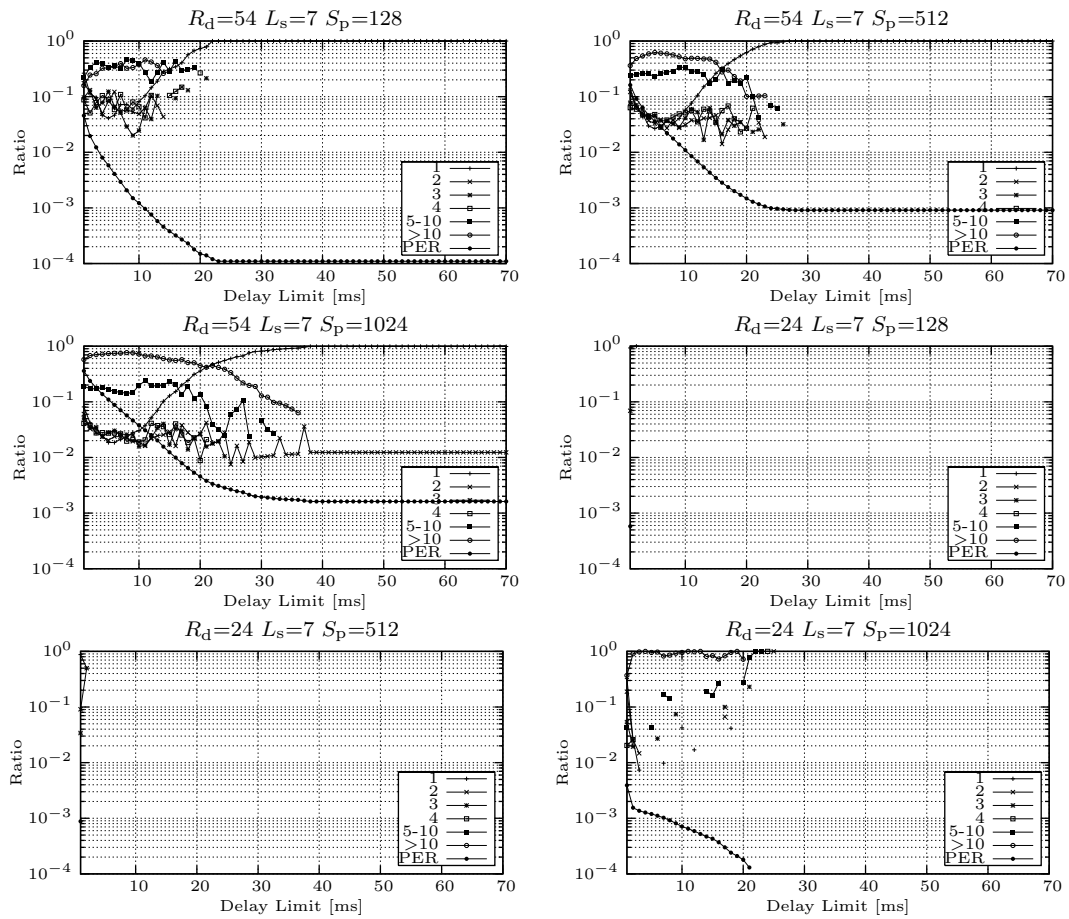 R_d=54 L_s=7 S_p=128
10^0
10^-1
10^-2
10^-3
10^-4
Ratio
1
2
3
4
5-10
>10
PER
10 20 30 40 50 60 70
Delay Limit [ms]
R_d=54 L_s=7 S_p=512
10^0
10^-1
10^-2
10^-3
10^-4
Ratio
1
2
3
4
5-10
>10
PER
10 20 30 40 50 60 70
Delay Limit [ms]
R_d=54 L_s=7 S_p=1024
10^0
10^-1
10^-2
10^-3
10^-4
Ratio
1
2
3
4
5-10
>10
PER
10 20 30 40 50 60 70
Delay Limit [ms]
R_d=24 L_s=7 S_p=128
10^0
10^-1
10^-2
10^-3
10^-4
Ratio
1
2
3
4
5-10
>10
PER
10 20 30 40 50 60 70
Delay Limit [ms]
R_d=24 L_s=7 S_p=512
10^0
10^-1
10^-2
10^-3
10^-4
Ratio
1
2
3
4
5-10
>10
PER
10 20 30 40 50 60 70
Delay Limit [ms]
R_d=24 L_s=7 S_p=1024
10^0
10^-1
10^-2
10^-3
10^-4
Ratio
1
2
3
4
5-10
>10
PER
10 20 30 40 50 60 70
Delay Limit [ms]